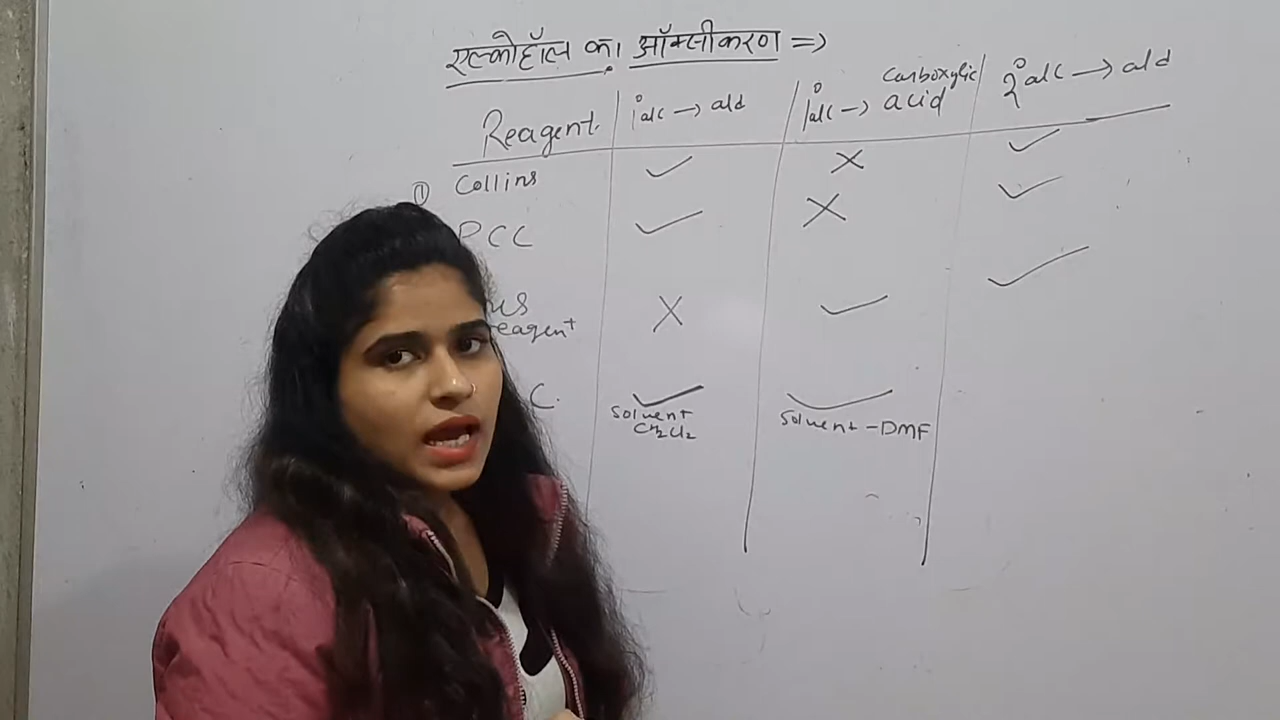 एल्कोहॉल का ऑक्सीकरण =>
Reagent. 1° alc → ald 1° alc → carboxylic acid 2° alc → ald
① Collins ✓ × ✓
PCC ✓ × ✓
reagent × ✓ ✓
C. ✓ ✓
Solvent CH2Cl2 Solvent - DMF